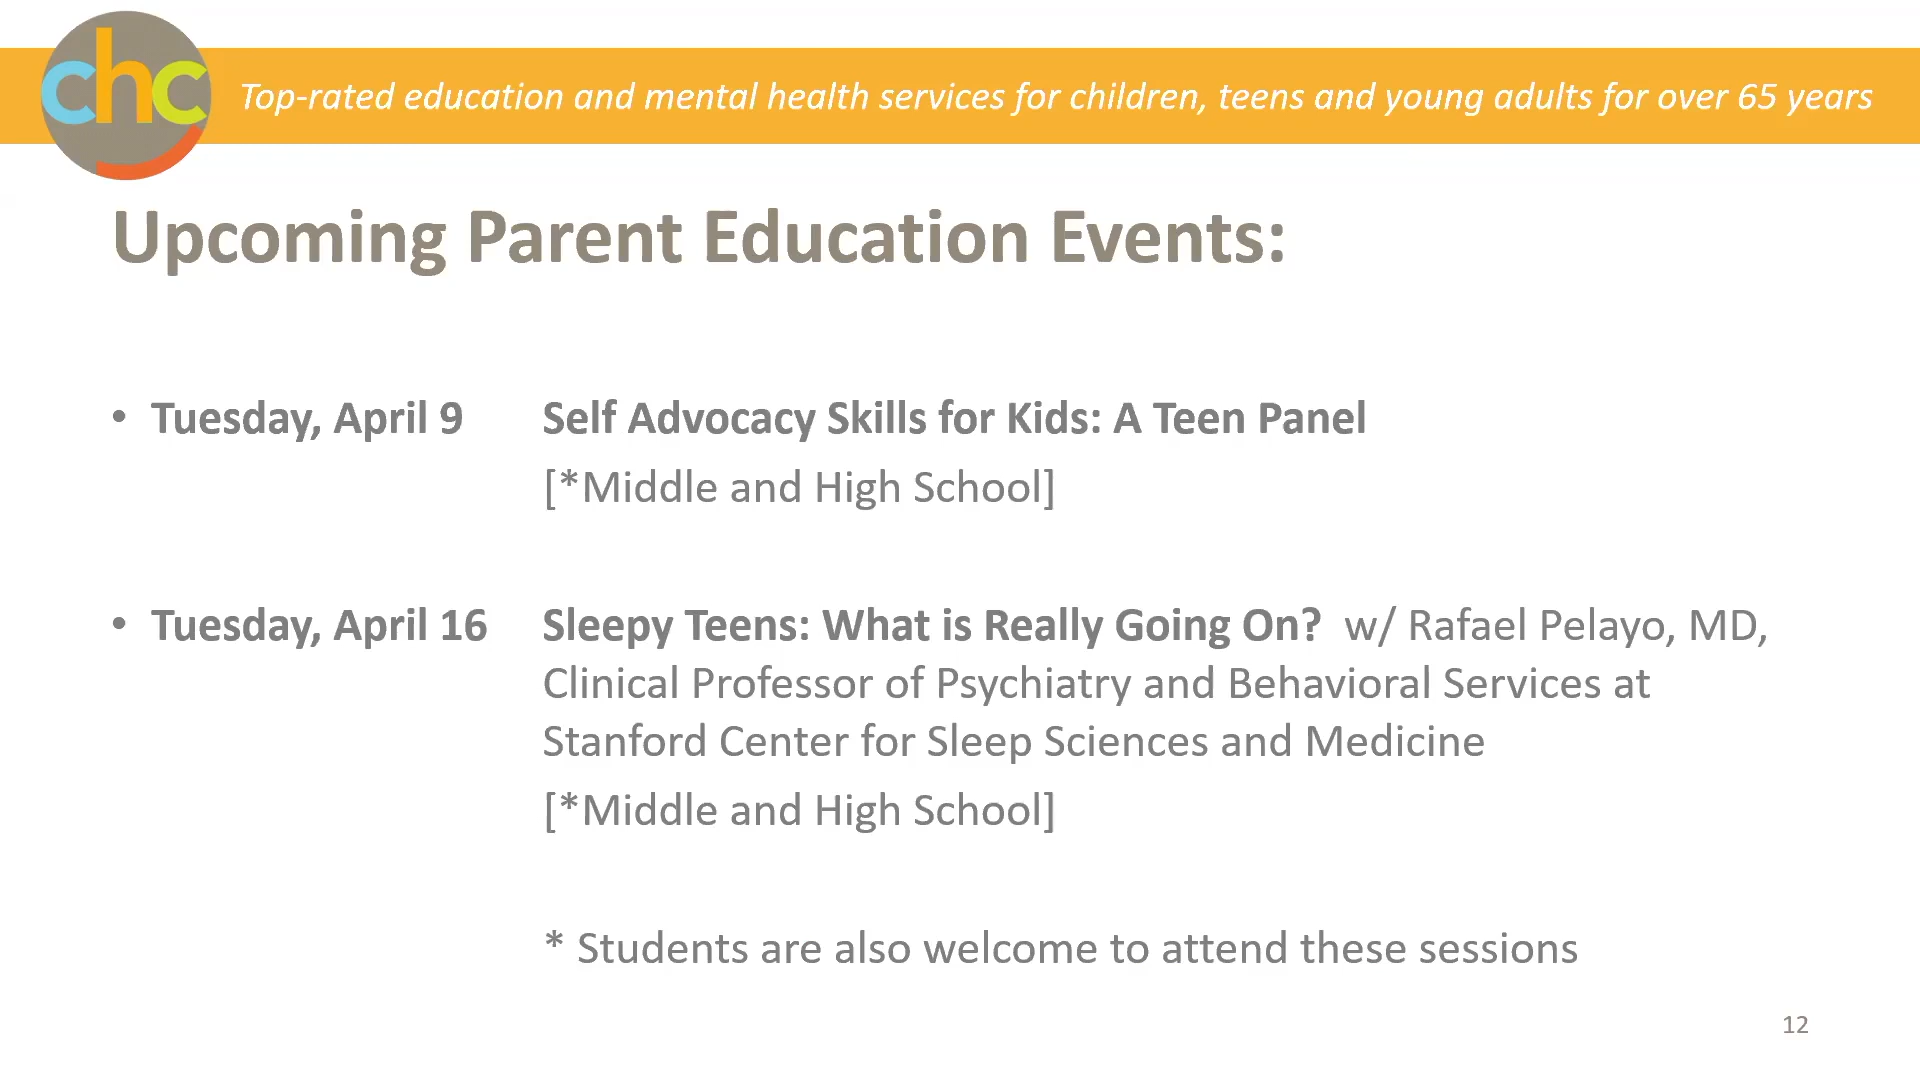 chc
Top-rated education and mental health services for children, teens and young adults for over 65 years
Upcoming Parent Education Events:
• Tuesday, April 9 Self Advocacy Skills for Kids: A Teen Panel
[*Middle and High School]
• Tuesday, April 16 Sleepy Teens: What is Really Going On? w/ Rafael Pelayo, MD,
Clinical Professor of Psychiatry and Behavioral Services at
Stanford Center for Sleep Sciences and Medicine
[*Middle and High School]
* Students are also welcome to attend these sessions
12